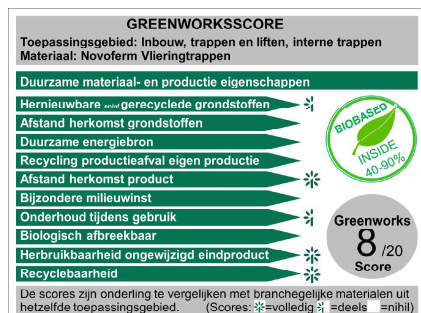 GREENWORKSSCORE
Toepassingsgebied: Inbouw, trappen en liften, interne trappen
Materiaal: Novoferm Vlieringtrappen
Duurzame materiaal- en productie eigenschappen
Hernieuwbare en/of gerecyclede grondstoffen
Afstand herkomst grondstoffen
Duurzame energiebron
Recycling productieafval eigen productie
Afstand herkomst product
Bijzondere milieuwinst
Onderhoud tijdens gebruik
Biologisch afbreekbaar
Herbruikbaarheid ongewijzigd eindproduct
Recyclebaarheid
BIOBASED
INSIDE
40-90%
Greenworks
8 /20
Score
De scores zijn onderling te vergelijken met branchegelijke materialen uit
hetzelfde toepassingsgebied. (Scores: =volledig =deels =nihil)